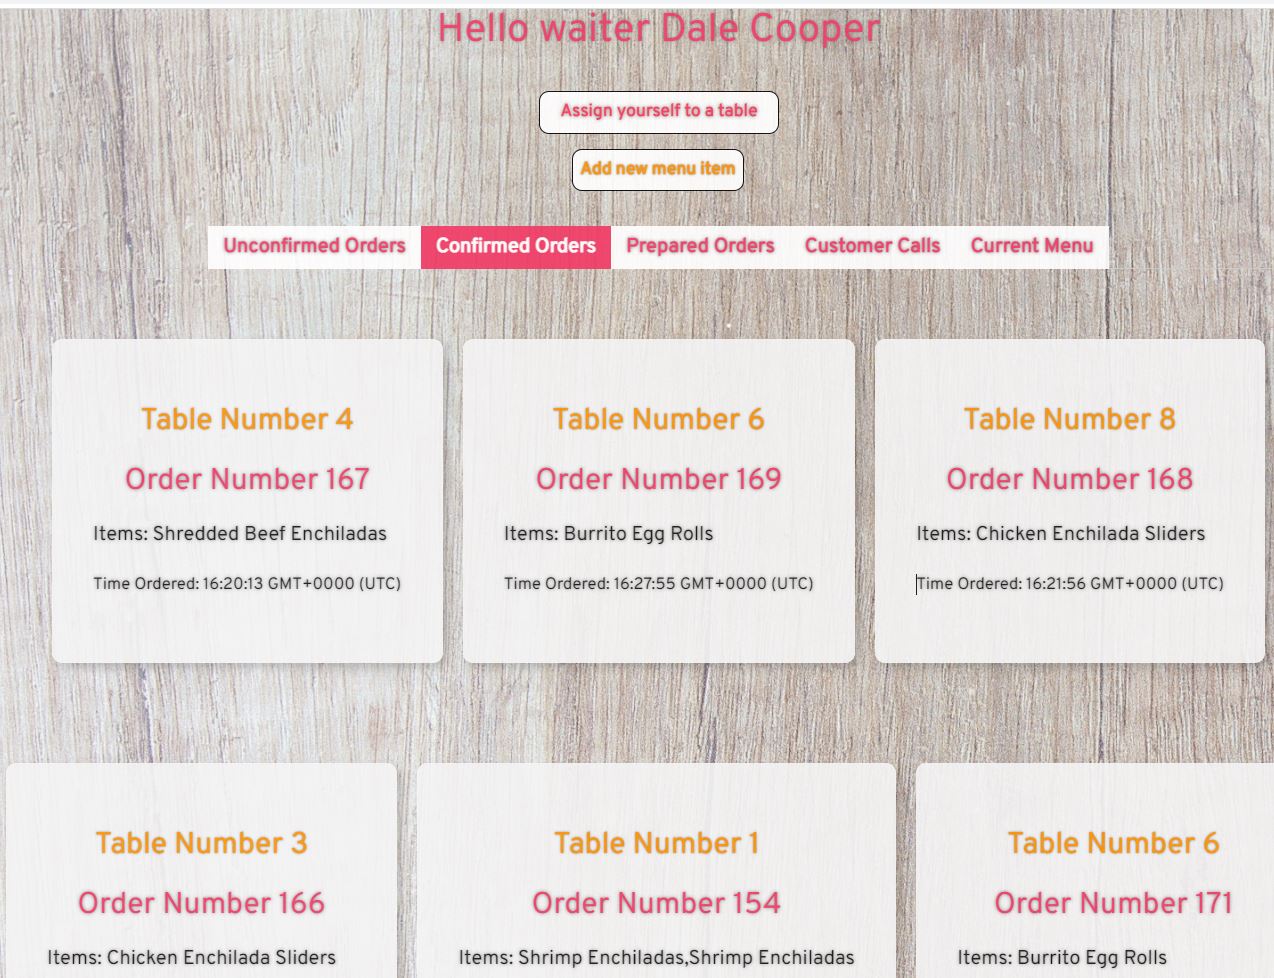 Hello waiter Dale Cooper
Assign yourself to a table
Add new menu item
Unconfirmed Orders
Confirmed Orders
Prepared Orders
Customer Calls
Current Menu
Table Number 4
Order Number 167
Items: Shredded Beef Enchiladas
Time Ordered: 16:20:13 GMT+0000 (UTC)
Table Number 6
Order Number 169
Items: Burrito Egg Rolls
Time Ordered: 16:27:55 GMT+0000 (UTC)
Table Number 8
Order Number 168
Items: Chicken Enchilada Sliders
Time Ordered: 16:21:56 GMT+0000 (UTC)
Table Number 3
Order Number 166
Items: Chicken Enchilada Sliders
Table Number 1
Order Number 154
Items: Shrimp Enchiladas,Shrimp Enchiladas
Table Number 6
Order Number 171
Items: Burrito Egg Rolls